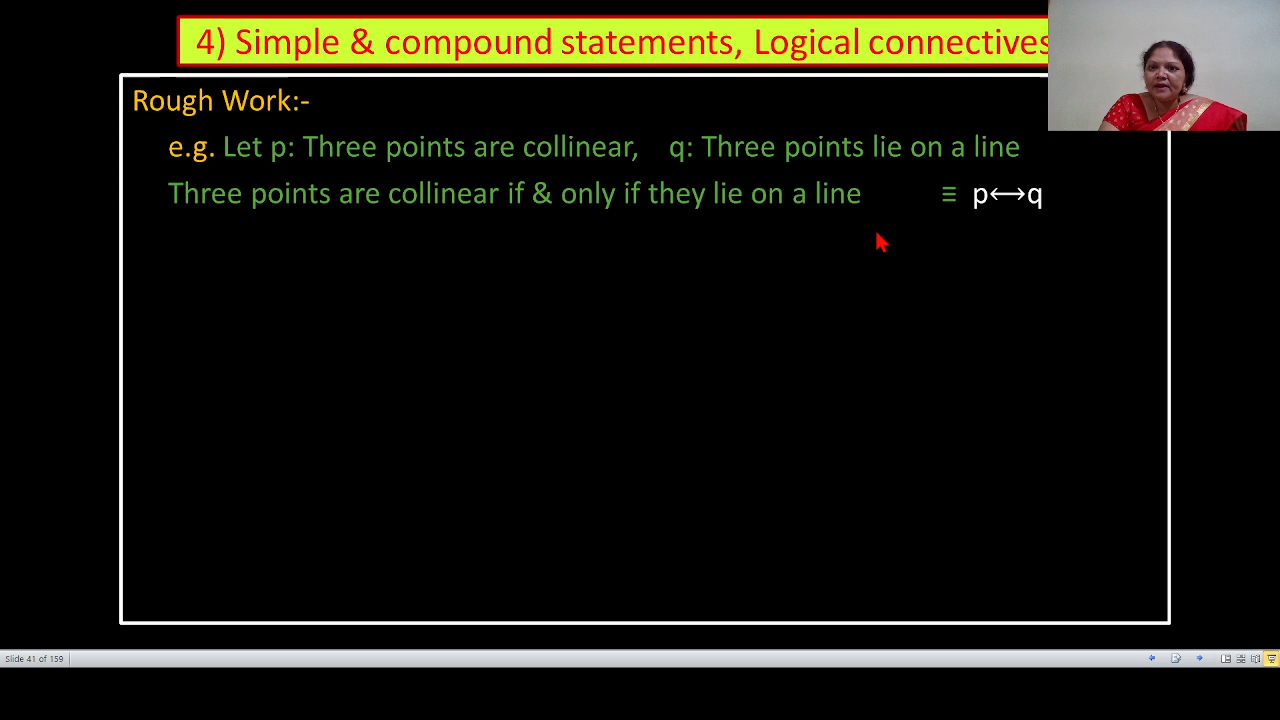 4) Simple & compound statements, Logical connectives
Rough Work:-
e.g. Let p: Three points are collinear, q: Three points lie on a line
Three points are collinear if & only if they lie on a line ≡ p⟷q
Slide 41 of 159